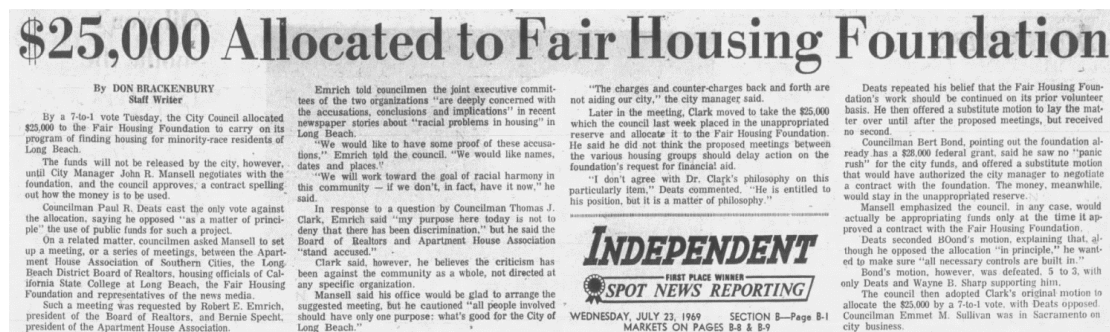 $25,000 Allocated to Fair Housing Foundation
By DON BRACKENBURY
Staff Writer
By a 7-to-1 vote Tuesday, the City Council allocated
$25,000 to the Fair Housing Foundation to carry on its
program of finding housing for minority-race residents of
Long Beach.
The funds will not be released by the city, however,
until City Manager John R. Mansell negotiates with the
foundation, and the council approves, a contract spelling
out how the money is to be used.
Councilman Paul R. Deats cast the only vote against
the allocation, saying he opposed "as a matter of princi-
ple" the use of public funds for such a project.
On a related matter, councilmen asked Mansell to set
up a meeting, or a series of meetings, between the Apart-
ment House Association of Southern Cities, the Long
Beach District Board of Realtors, housing officials of Cal-
ifornia State College at Long Beach, the Fair Housing
Foundation and representatives of the news media.
Such a meeting was requested by Robert E. Emrich,
president of the Board of Realtors, and Bernie Specht,
president of the Apartment House Association.
Emrich told councilmen the joint executive commit-
tees of the two organizations "are deeply concerned with
the accusations, conclusions and implications" in recent
newspaper stories about "racial problems in housing" in
Long Beach.
"We would like to have some proof of these accusa-
tions," Emrich told the council. "We would like names,
dates and places."
"We will work toward the goal of racial harmony in
this community — if we don't, in fact, have it now," he
said.
In response to a question by Councilman Thomas J.
Clark, Emrich said "my purpose here today is not to
deny that there has been discrimination," but he said the
Board of Realtors and Apartment House Association
"stand accused."
Clark said, however, he believes the criticism has
been against the community as a whole, not directed at
any specific organization.
Mansell said his office would be glad to arrange the
suggested meeting, but he cautioned "all people involved
should have only one purpose: what's good for the City of
Long Beach."
"The charges and counter-charges back and forth are
not aiding our city," the city manager said.
Later in the meeting, Clark moved to take the $25,000
which the council last week placed in the unappropriated
reserve and allocate it to the Fair Housing Foundation.
He said he did not think the proposed meetings between
the various housing groups should delay action on the
foundation's request for financial aid.
"I don't agree with Dr. Clark's philosophy on this
particularly item," Deats commented. "He is entitled to
his position, but it is a matter of philosophy."
INDEPENDENT
FIRST PLACE WINNER
SPOT NEWS REPORTING
WEDNESDAY, JULY 23, 1969 SECTION B—Page B-1
MARKETS ON PAGES B-8 & B-9
Deats repeated his belief that the Fair Housing Foun-
dation's work should be continued on its prior volunteer
basis. He then offered a substitute motion to lay the mat-
ter over until after the proposed meetings, but received
no second.
Councilman Bert Bond, pointing out the foundation al-
ready has a $28,000 federal grant, said he saw no "panic
rush" for the city funds, and offered a substitute motion
that would have authorized the city manager to negotiate
a contract with the foundation. The money, meanwhile,
would stay in the unappropriated reserve.
Mansell emphasized the council, in any case, would
actually be appropriating funds only at the time it ap-
proved a contract with the Fair Housing Foundation.
Deats seconded BOond's motion, explaining that, al-
though he opposed the allocation "in principle," he want-
ed to make sure "all necessary controls are built in."
Bond's motion, however, was defeated, 5 to 3, with
only Deats and Wayne B. Sharp supporting him.
The council then adopted Clark's original motion to
allocate the $25,000 by a 7-to-1 vote, with Deats opposed.
Councilman Emmet M. Sullivan was in Sacramento on
city business.